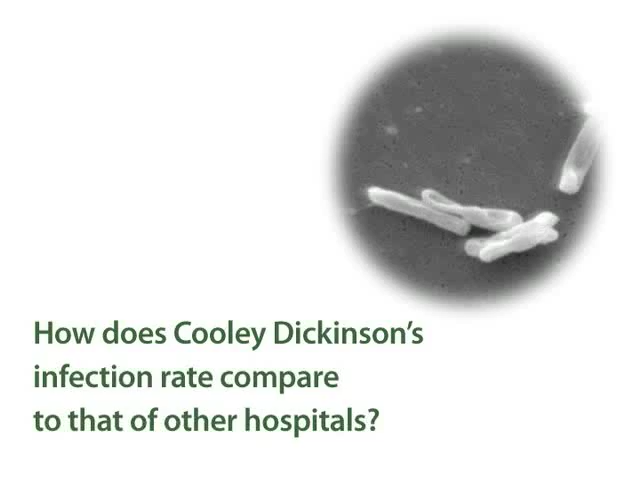 How does Cooley Dickinson’s
infection rate compare
to that of other hospitals?